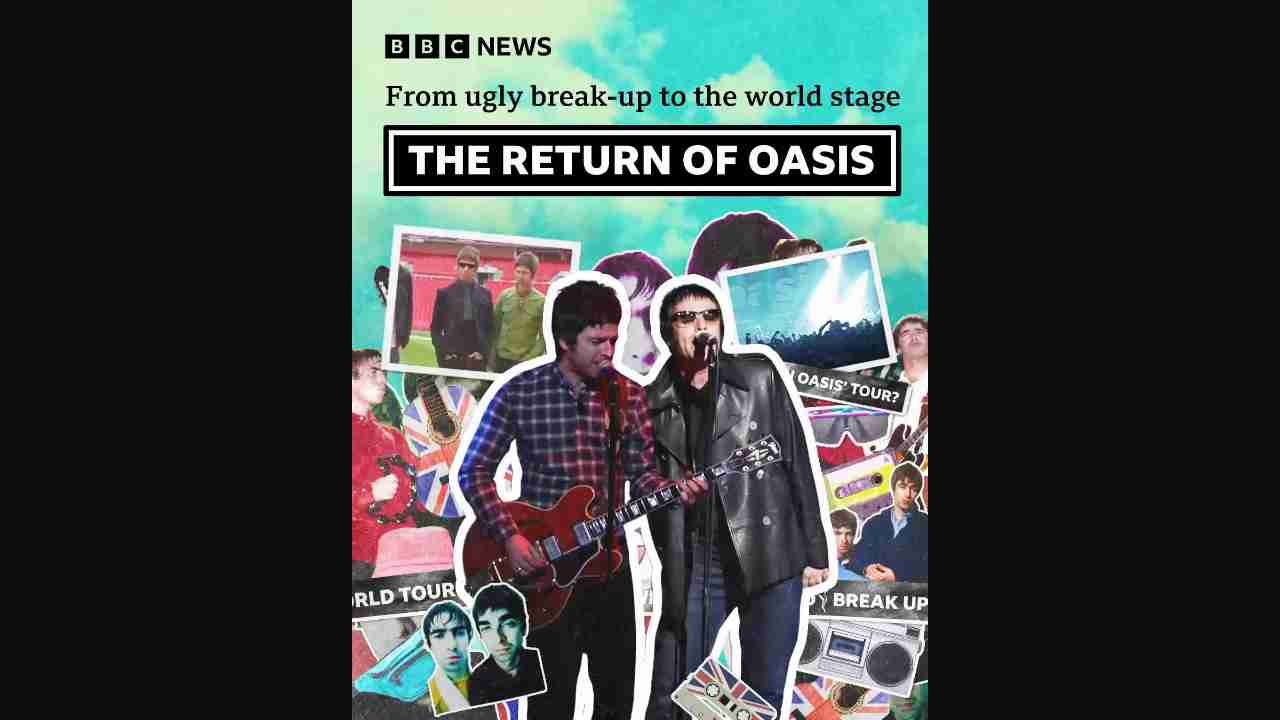 BBC NEWS
From ugly break-up to the world stage
THE RETURN OF OASIS
oasis
OASIS' TOUR?
RLD TOUR
BREAK UP